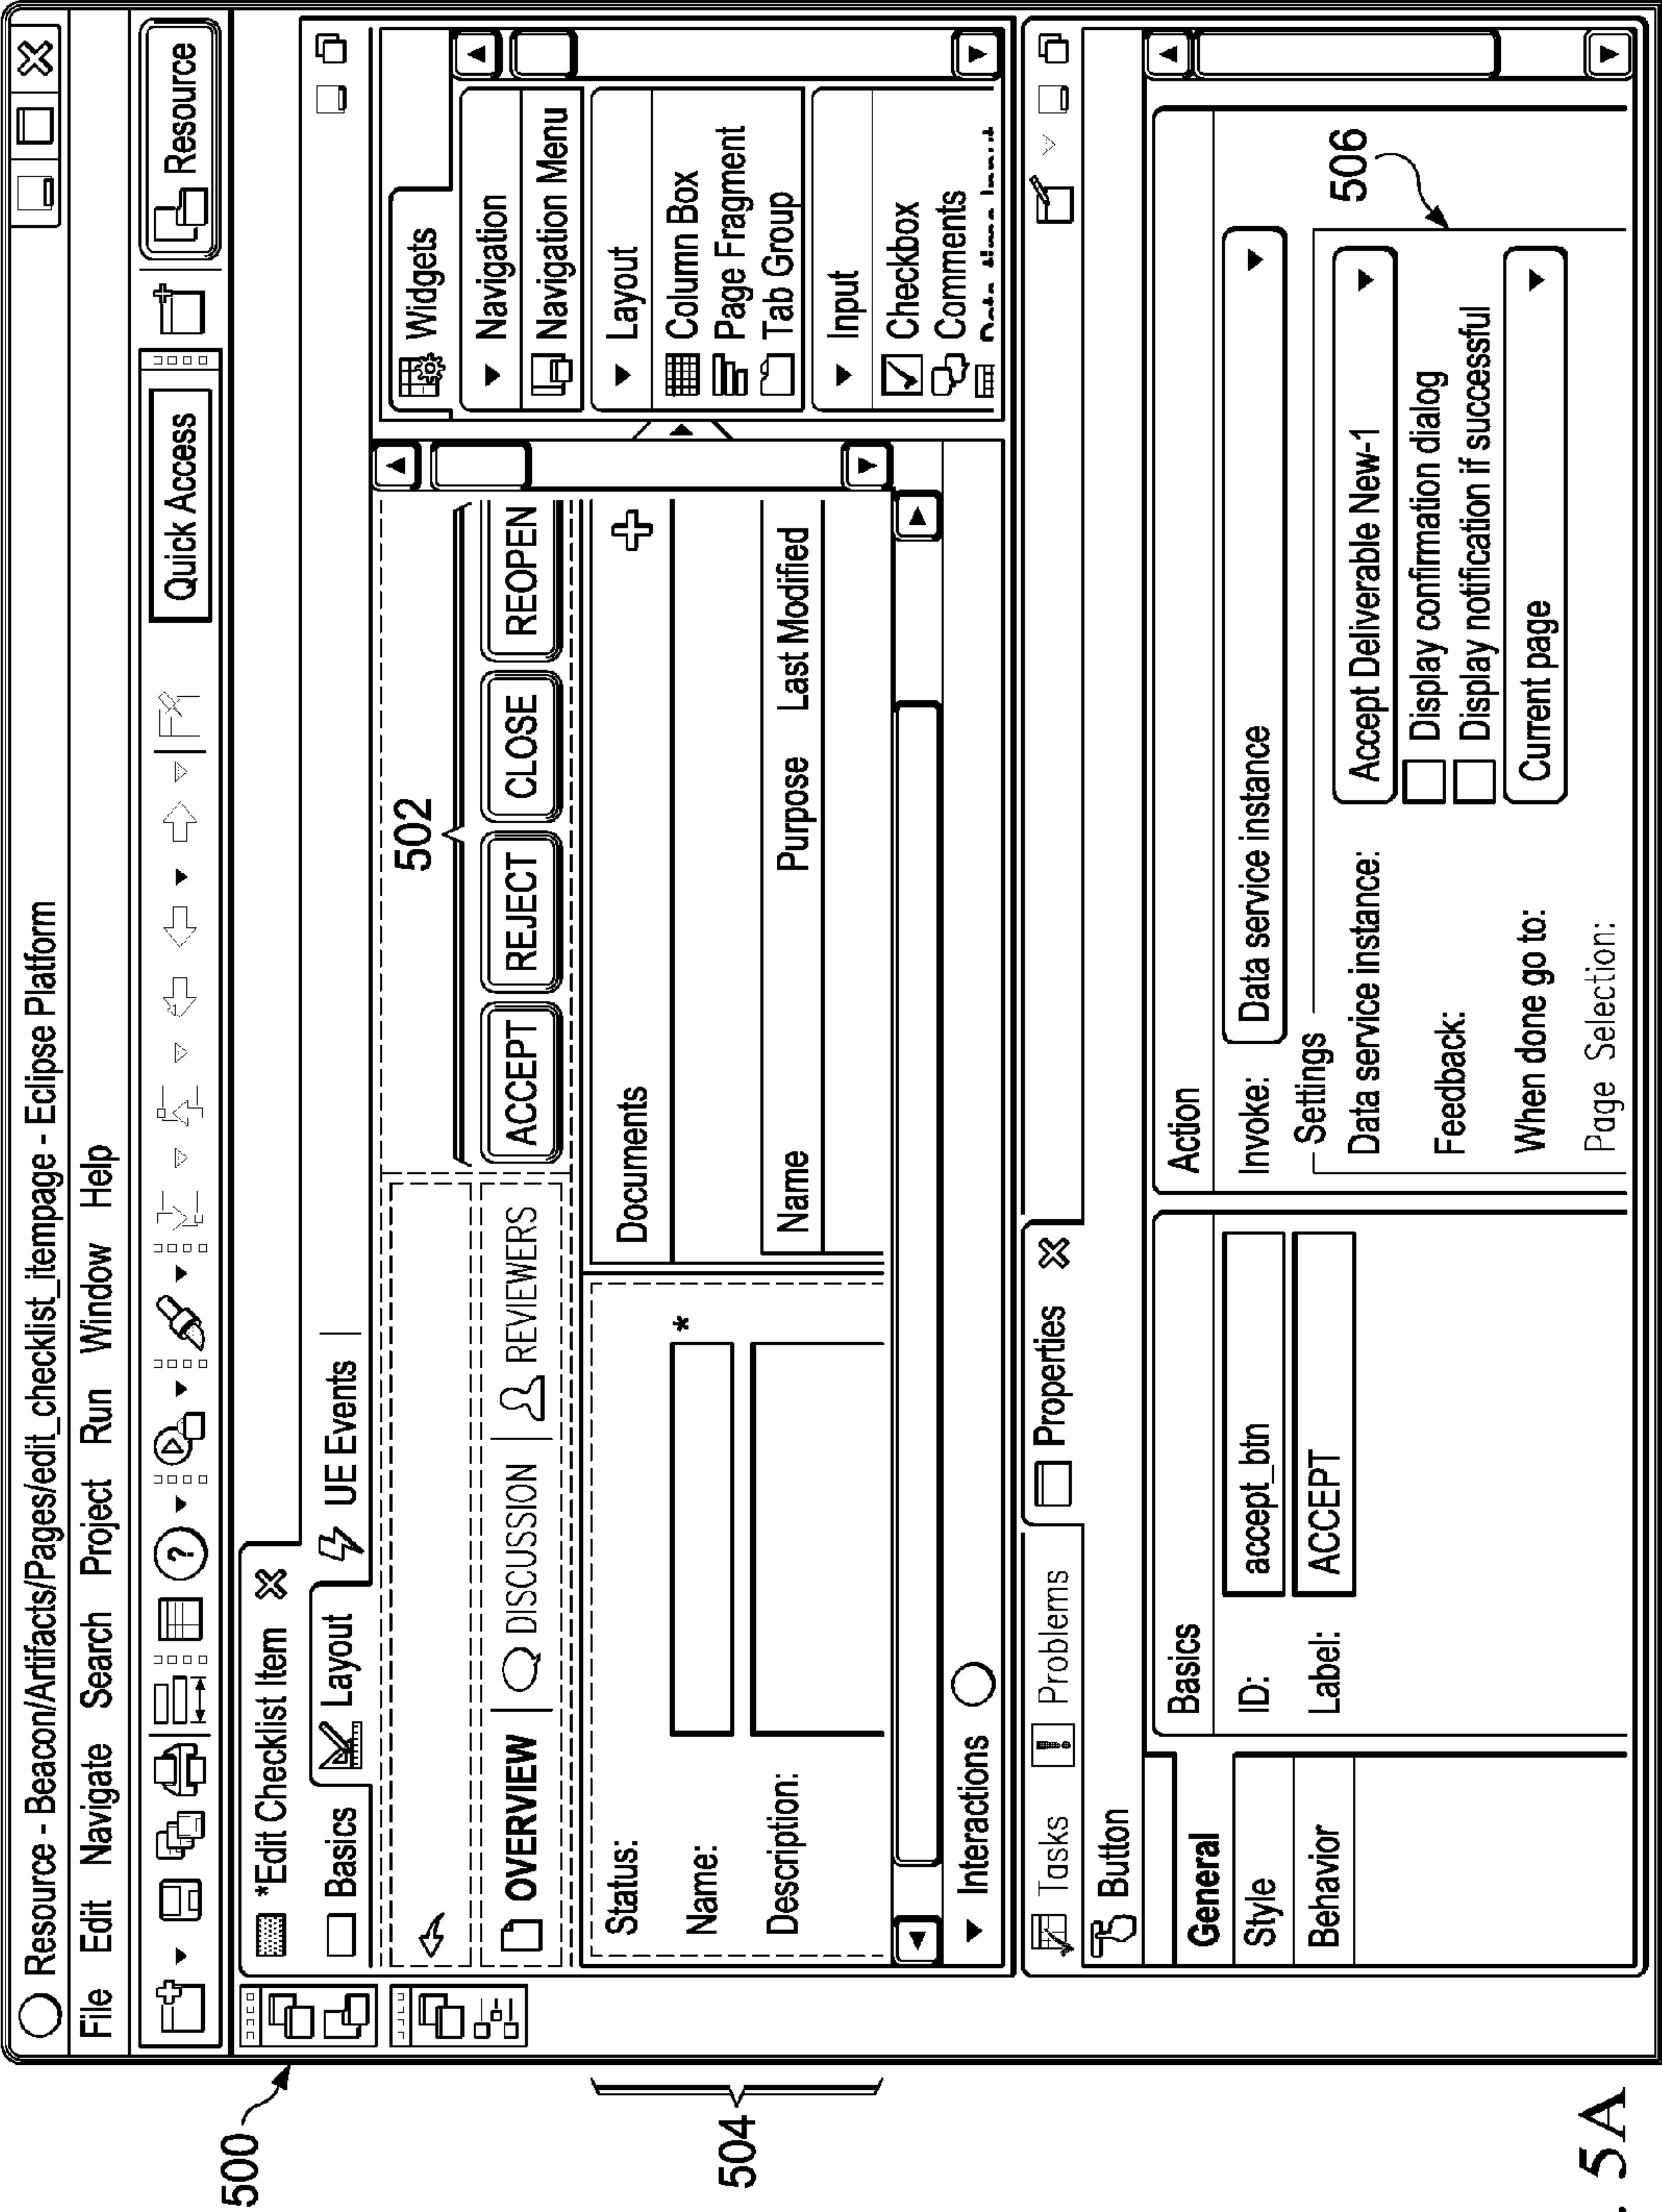 Resource - Beacon/Artifacts/Pages/edit_checklist_itempage - Eclipse Platform
File Edit Navigate Search Project Run Window Help
Quick Access
Resource
500
*Edit Checklist Item
Basics
Layout
UE Events
502
OVERVIEW
DISCUSSION
REVIEWERS
ACCEPT
REJECT
CLOSE
REOPEN
504
Status:
Name:
*
Description:
Documents
Name Purpose Last Modified
Interactions
Widgets
Navigation
Navigation Menu
Layout
Column Box
Page Fragment
Tab Group
Input
Checkbox
Comments
Tasks
Problems
Properties
Button
General
Style
Behavior
Basics
ID: accept_btn
Label: ACCEPT
Action
Invoke: Data service instance
Settings
506
Data service instance: Accept Deliverable New-1
Feedback: Display confirmation dialog
Display notification if successful
When done go to: Current page
Page Selection:
. 5A